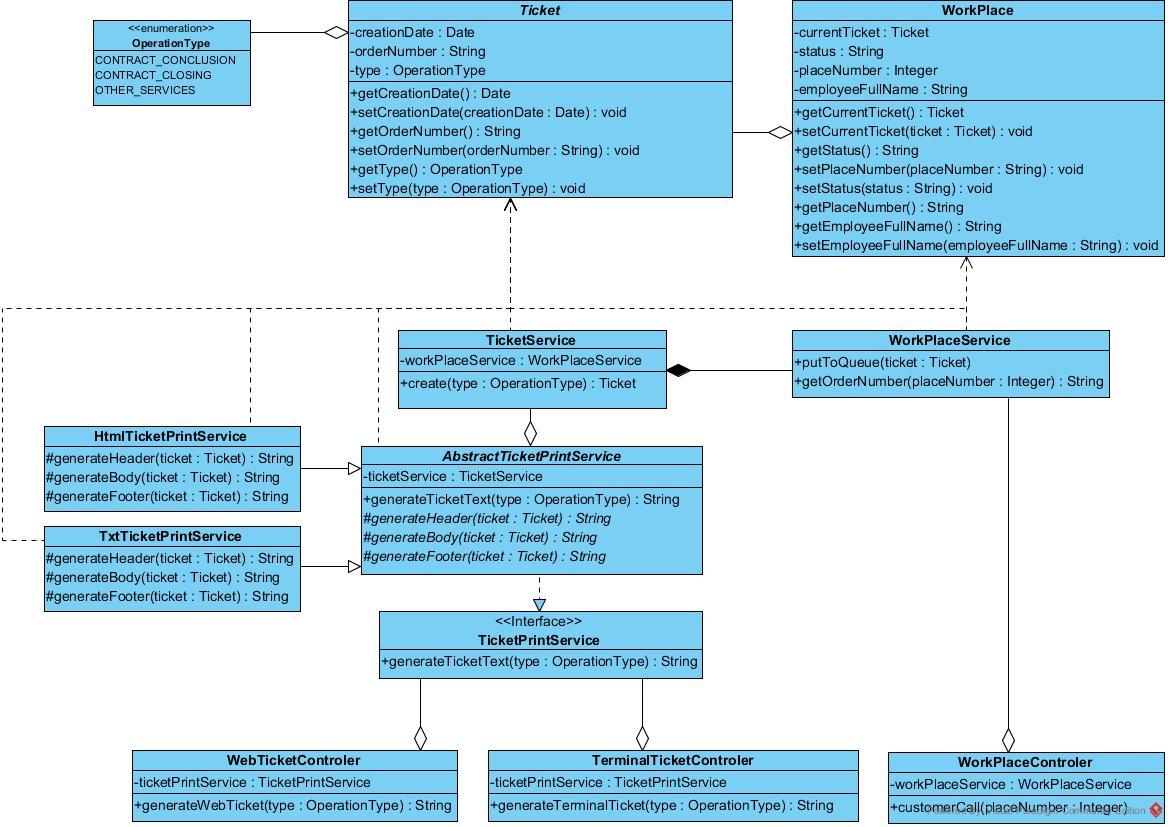 <<enumeration>>
OperationType
CONTRACT_CONCLUSION
CONTRACT_CLOSING
OTHER_SERVICES
Ticket
-creationDate : Date
-orderNumber : String
-type : OperationType
+getCreationDate() : Date
+setCreationDate(creationDate : Date) : void
+getOrderNumber() : String
+setOrderNumber(orderNumber : String) : void
+getType() : OperationType
+setType(type : OperationType) : void
WorkPlace
-currentTicket : Ticket
-status : String
-placeNumber : Integer
-employeeFullName : String
+getCurrentTicket() : Ticket
+setCurrentTicket(ticket : Ticket) : void
+getStatus() : String
+setPlaceNumber(placeNumber : String) : void
+setStatus(status : String) : void
+getPlaceNumber() : String
+getEmployeeFullName() : String
+setEmployeeFullName(employeeFullName : String) : void
TicketService
-workPlaceService : WorkPlaceService
+create(type : OperationType) : Ticket
WorkPlaceService
+putToQueue(ticket : Ticket)
+getOrderNumber(placeNumber : Integer) : String
HtmlTicketPrintService
#generateHeader(ticket : Ticket) : String
#generateBody(ticket : Ticket) : String
#generateFooter(ticket : Ticket) : String
TxtTicketPrintService
#generateHeader(ticket : Ticket) : String
#generateBody(ticket : Ticket) : String
#generateFooter(ticket : Ticket) : String
AbstractTicketPrintService
-ticketService : TicketService
+generateTicketText(type : OperationType) : String
#generateHeader(ticket : Ticket) : String
#generateBody(ticket : Ticket) : String
#generateFooter(ticket : Ticket) : String
<<Interface>>
TicketPrintService
+generateTicketText(type : OperationType) : String
WebTicketControler
-ticketPrintService : TicketPrintService
+generateWebTicket(type : OperationType) : String
TerminalTicketControler
-ticketPrintService : TicketPrintService
+generateTerminalTicket(type : OperationType) : String
WorkPlaceControler
-workPlaceService : WorkPlaceService
+customerCall(placeNumber : Integer)
Powered By Visual Paradigm Community Edition